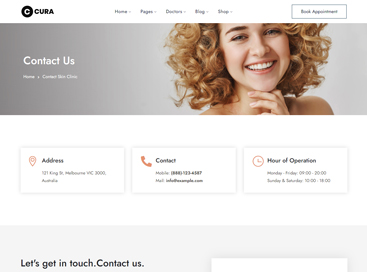 CURA
Home Pages Doctors Blog Shop
Book Appointment
Contact Us
Home Contact Skin Clinic
Address
121 King St, Melbourne VIC 3000,
Australia
Contact
Mobile: (888)123-4587
Mail: info@example.com
Hour of Operation
Monday - Friday: 09:00 - 20:00
Sunday & Saturday: 10:00 - 18:00
Let's get in touch.Contact us.